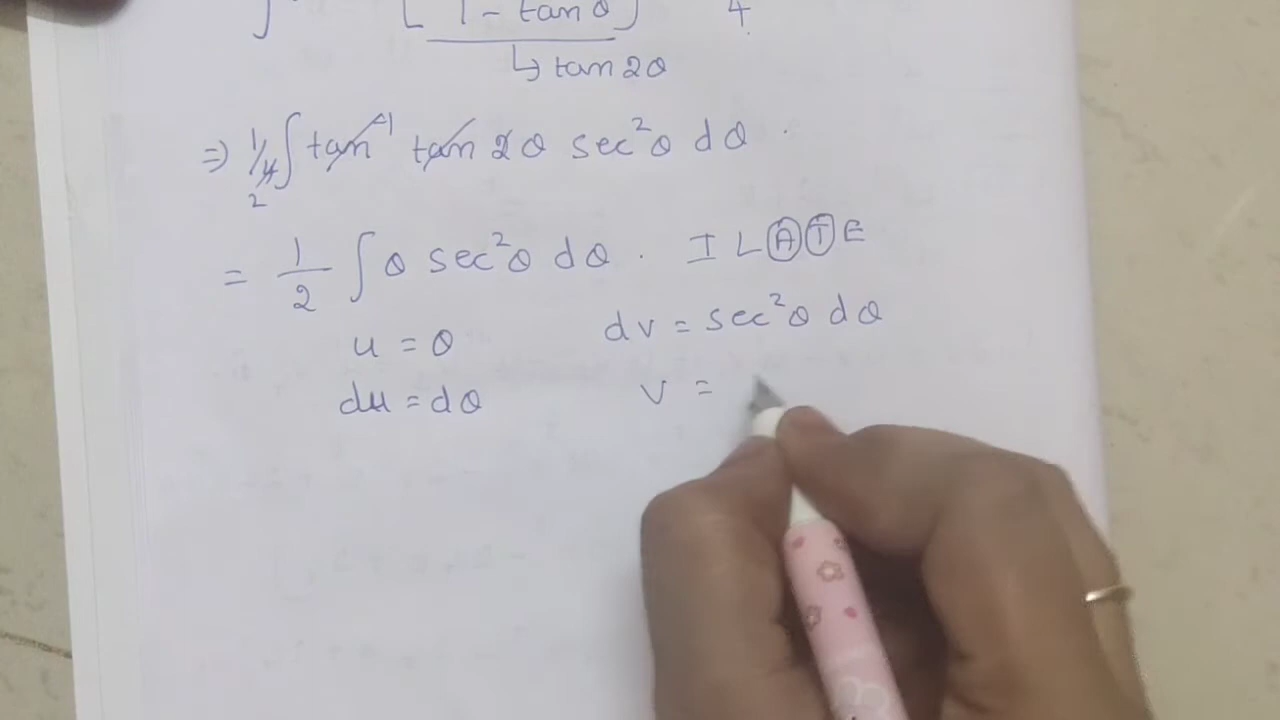 ∫ [ 1 - tan θ ] 4
↳ tan 2θ
⇒ 1/4 2 ∫ tan⁻¹ tan 2θ sec²θ dθ .
= 1/2 ∫ θ sec²θ dθ . I L A T E
u = θ dv = sec²θ dθ
du = dθ v =